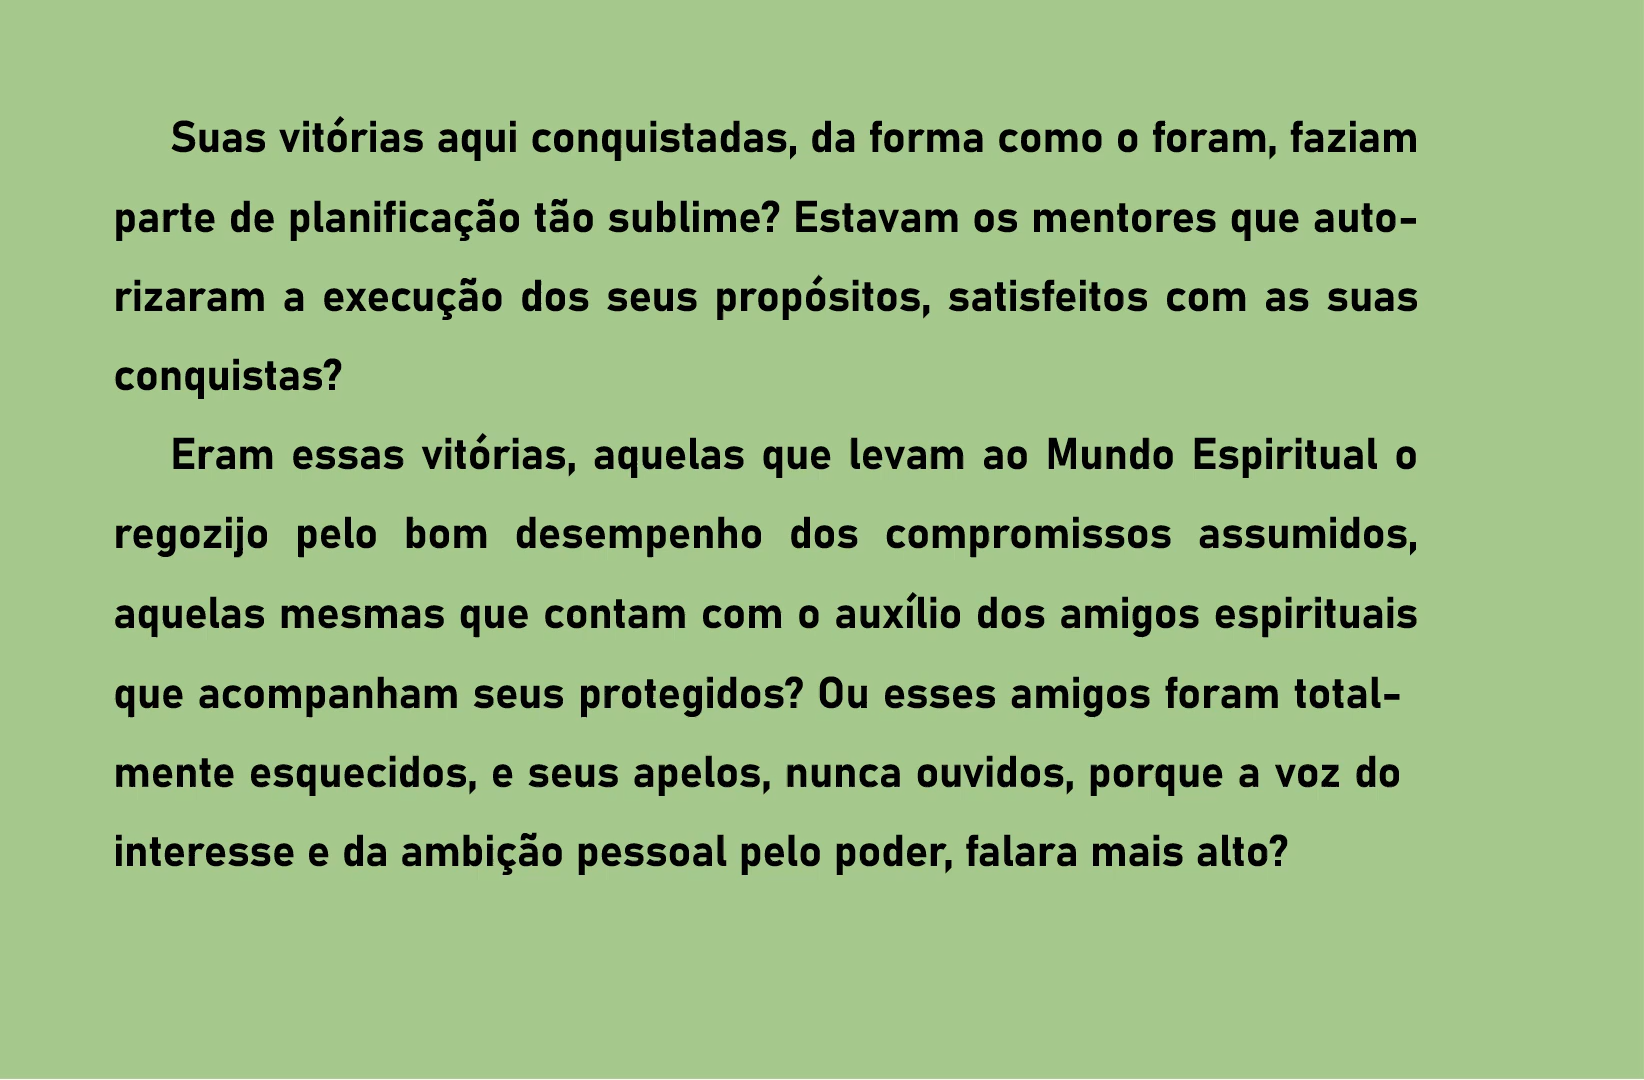 Suas vitórias aqui conquistadas, da forma como o foram, faziam
parte de planificação tão sublime? Estavam os mentores que auto-
rizaram a execução dos seus propósitos, satisfeitos com as suas
conquistas?
Eram essas vitórias, aquelas que levam ao Mundo Espiritual o
regozijo pelo bom desempenho dos compromissos assumidos,
aquelas mesmas que contam com o auxílio dos amigos espirituais
que acompanham seus protegidos? Ou esses amigos foram total-
mente esquecidos, e seus apelos, nunca ouvidos, porque a voz do
interesse e da ambição pessoal pelo poder, falara mais alto?